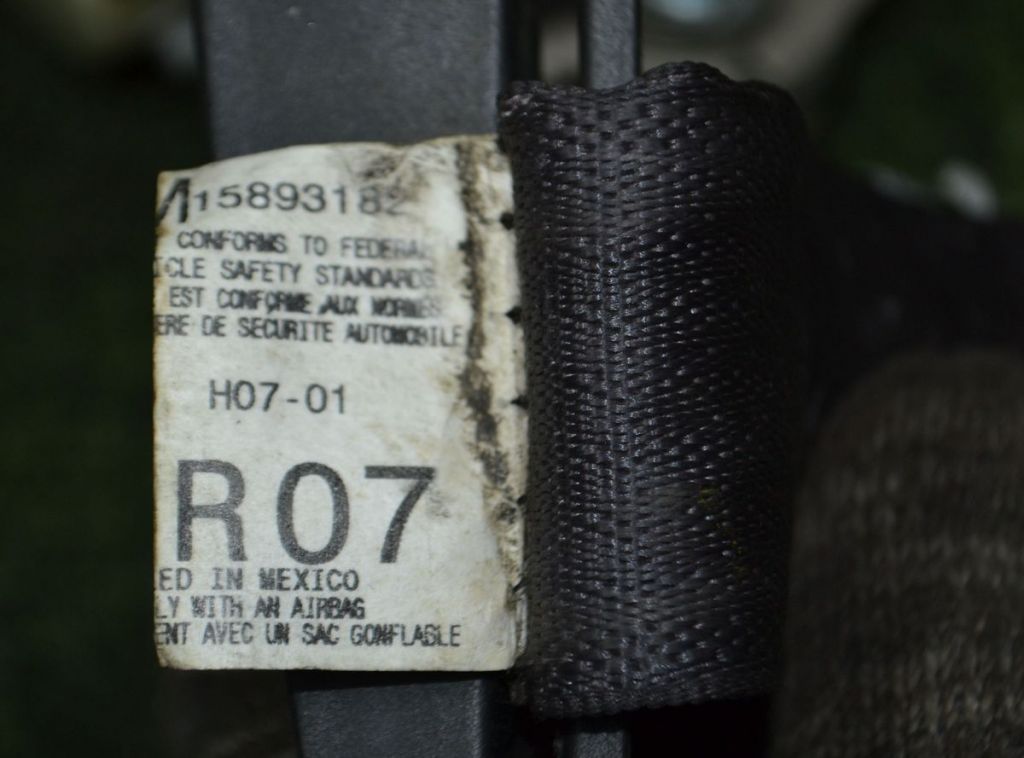 15893182
CONFORMS TO FEDERAL
CLE SAFETY STANDARDS
EST CONFORME AUX NORMES
ERE DE SECURITE AUTOMOBILE
H07-01
R07
ED IN MEXICO
LY WITH AN AIRBAG
ENT AVEC UN SAC GONFLABLE